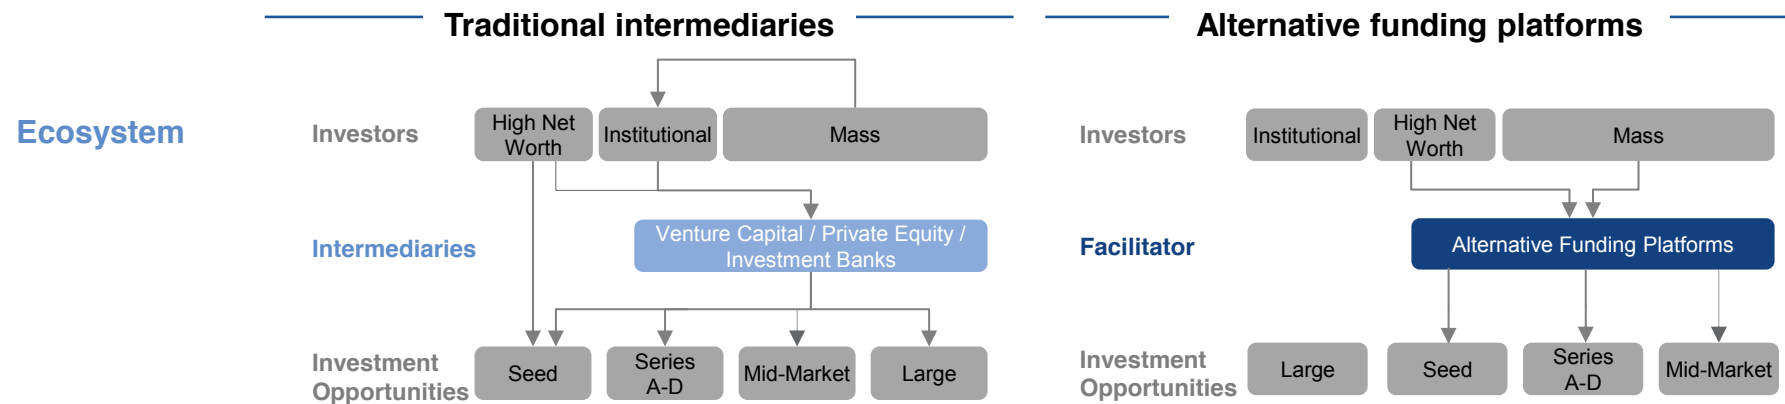 Traditional intermediaries
Alternative funding platforms
Ecosystem
Investors
High Net
Worth
Institutional
Mass
Intermediaries
Venture Capital / Private Equity /
Investment Banks
Investment
Opportunities
Seed
Series
A-D
Mid-Market
Large
Investors
Institutional
High Net
Worth
Mass
Facilitator
Alternative Funding Platforms
Investment
Opportunities
Large
Seed
Series
A-D
Mid-Market